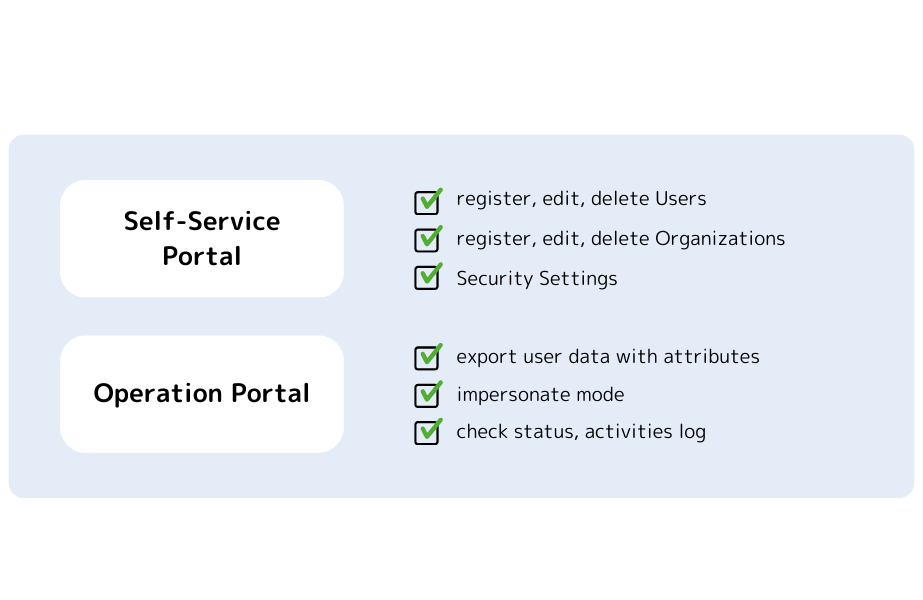 Self-Service
Portal
register, edit, delete Users
register, edit, delete Organizations
Security Settings
Operation Portal
export user data with attributes
impersonate mode
check status, activities log